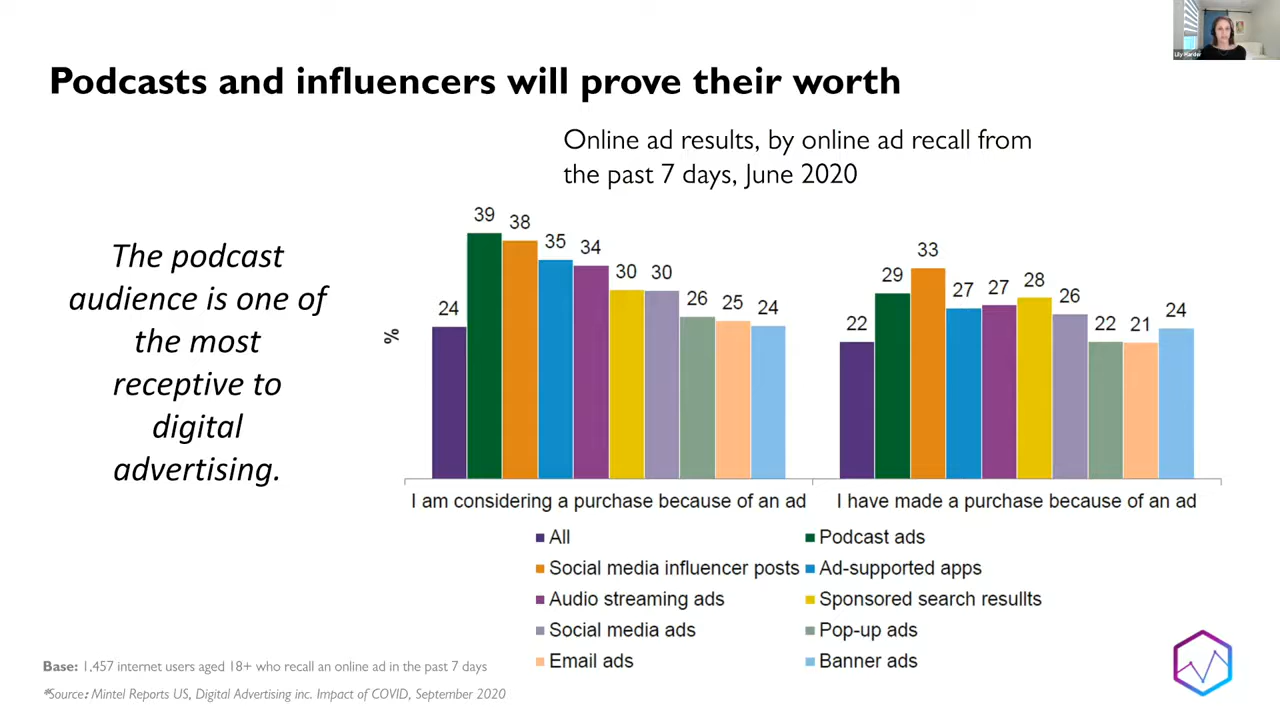 Lily Harder
Podcasts and influencers will prove their worth
Online ad results, by online ad recall from
the past 7 days, June 2020
The podcast
audience is one of
the most
receptive to
digital
advertising.
%
24 39 38 35 34 30 30 26 25 24
22 29 33 27 27 28 26 22 21 24
I am considering a purchase because of an ad
I have made a purchase because of an ad
All
Podcast ads
Social media influencer posts
Ad-supported apps
Audio streaming ads
Sponsored search resullts
Social media ads
Pop-up ads
Email ads
Banner ads
Base: 1,457 internet users aged 18+ who recall an online ad in the past 7 days
*Source: Mintel Reports US, Digital Advertising inc. Impact of COVID, September 2020